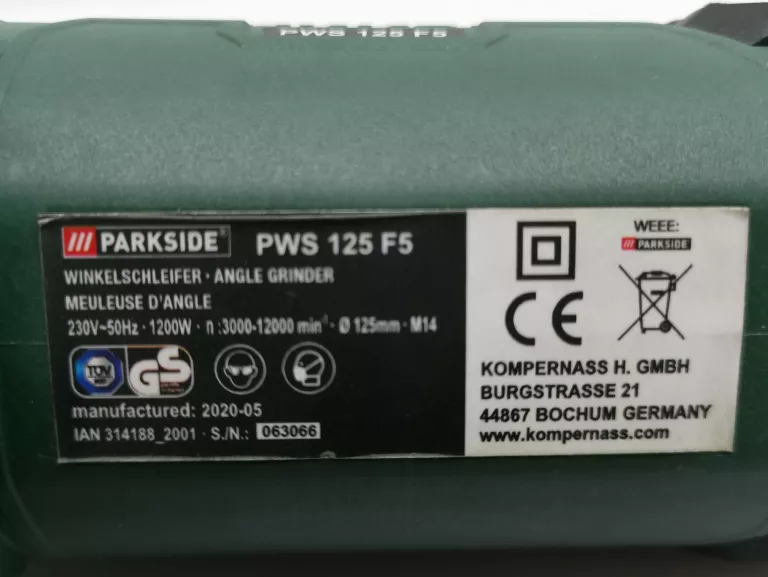 PWS 125 F5
PARKSIDE® PWS 125 F5
WINKELSCHLEIFER · ANGLE GRINDER
MEULEUSE D'ANGLE
230V~50Hz · 1200W · n :3000-12000 min⁻¹ · Ø 125mm · M14
TÜV
GS
manufactured: 2020-05
IAN 314188_2001 · S./N.: 063066
WEEE:
PARKSIDE
CE
KOMPERNASS H. GMBH
BURGSTRASSE 21
44867 BOCHUM GERMANY
www.kompernass.com